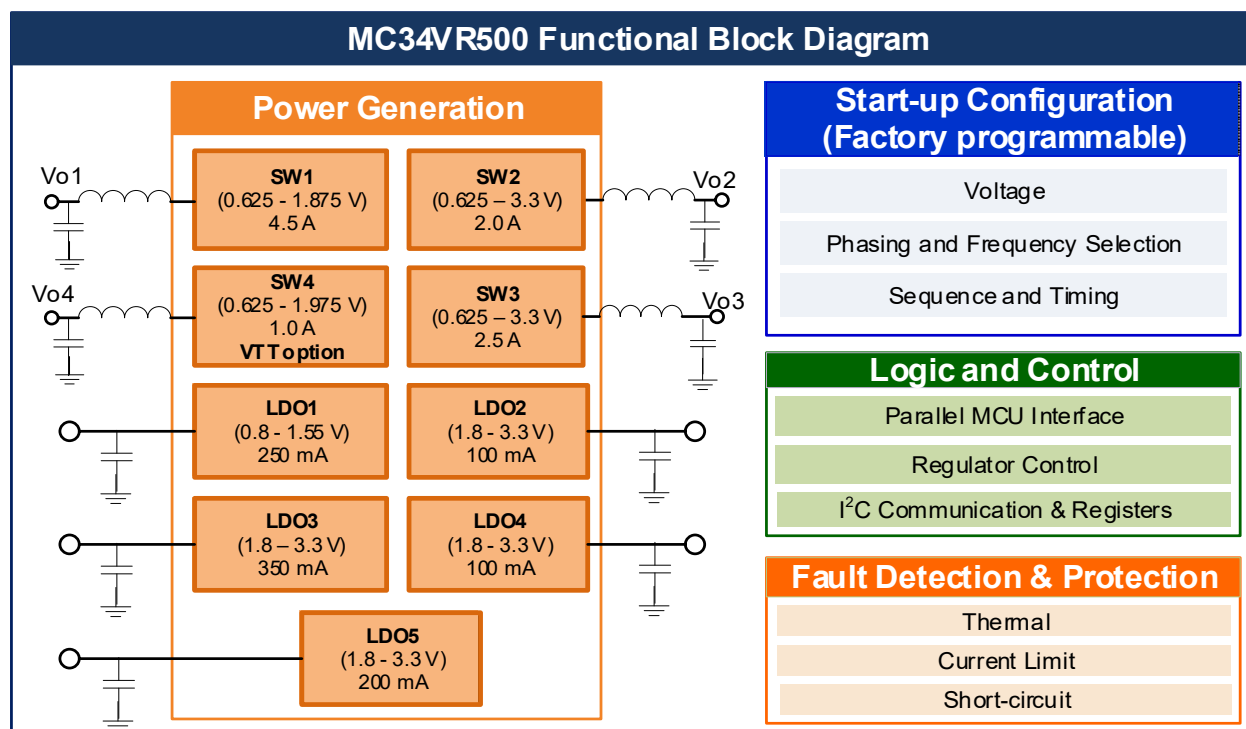 MC34VR500 Functional Block Diagram
Power Generation
Vo1
SW1
(0.625 - 1.875 V)
4.5 A
SW2
(0.625 – 3.3 V)
2.0 A
Vo2
Vo4
SW4
(0.625 - 1.975 V)
1.0 A
VTT option
SW3
(0.625 – 3.3 V)
2.5 A
Vo3
LDO1
(0.8 - 1.55 V)
250 mA
LDO2
(1.8 - 3.3 V)
100 mA
LDO3
(1.8 – 3.3 V)
350 mA
LDO4
(1.8 - 3.3 V)
100 mA
LDO5
(1.8 - 3.3 V)
200 mA
Start-up Configuration
(Factory programmable)
Voltage
Phasing and Frequency Selection
Sequence and Timing
Logic and Control
Parallel MCU Interface
Regulator Control
I²C Communication & Registers
Fault Detection & Protection
Thermal
Current Limit
Short-circuit